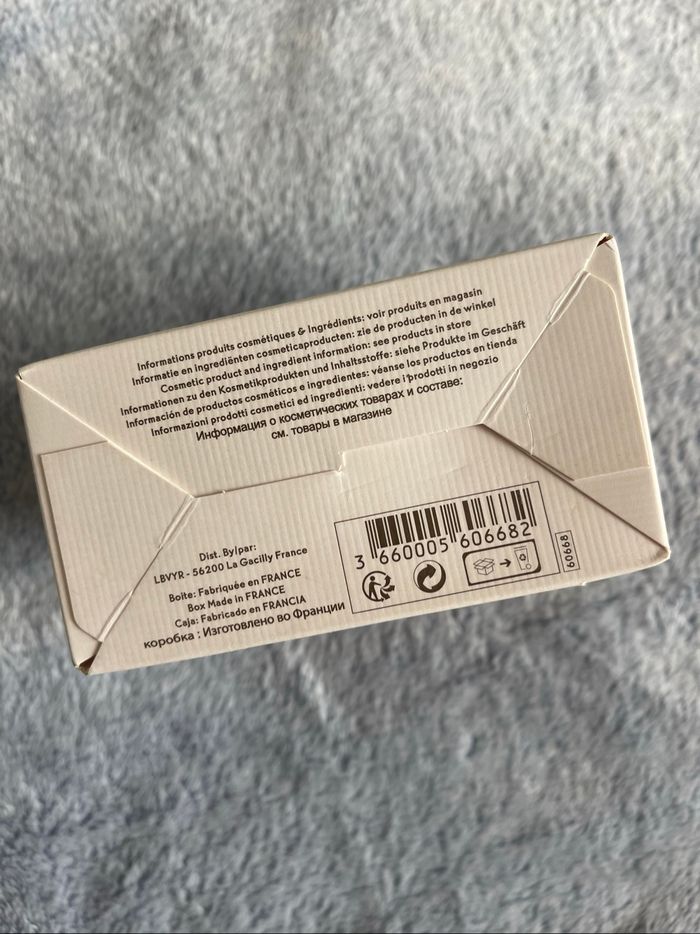 Informations produits cosmétiques & Ingrédients: voir produits en magasin
Informatie en ingrediënten cosmeticaproducten: zie de producten in de winkel
Cosmetic product and ingredient information: see products in store
Informationen zu den Kosmetikprodukten und Inhaltsstoffe: siehe Produkte im Geschäft
Información de productos cosméticos e ingredientes: véanse los productos en tienda
Informazioni prodotti cosmetici ed ingredienti: vedere i prodotti in negozio
Информация о косметических товарах и составе:
см. товары в магазине
Dist. By/par:
LBVYR - 56200 La Gacilly France
Boîte: Fabriquée en FRANCE
Box Made in FRANCE
Caja: Fabricado en FRANCIA
коробка : Изготовлено во Франции
3 660005 606682
60668